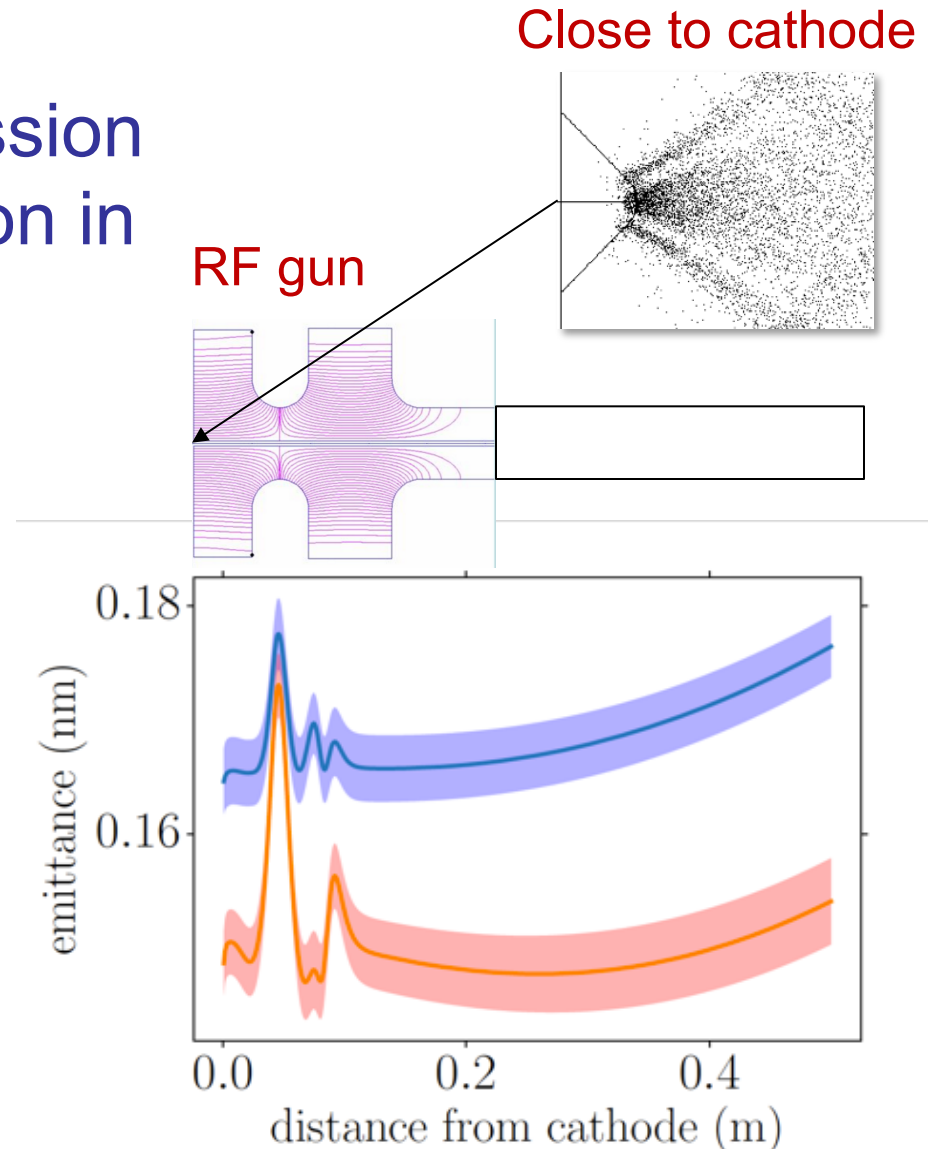 Close to cathode
ssion
on in
RF gun
0.18
0.16
emittance (nm)
0.0 0.2 0.4
distance from cathode (m)